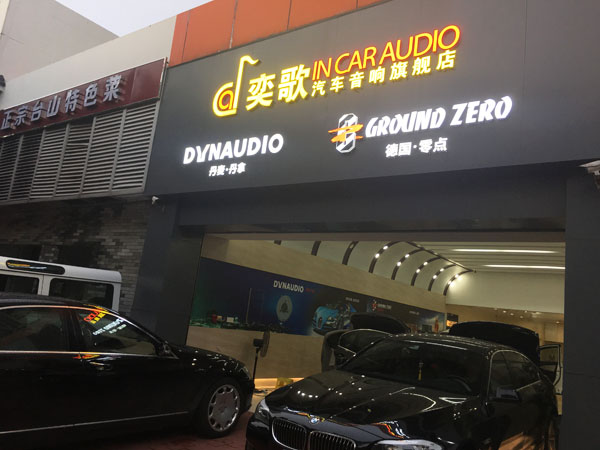 正宗台山特色菜
奕歌 IN CAR AUDIO
汽车音响旗舰店
DYNAUDIO
丹麦·丹拿
GROUND ZERO
德国·零点
DYNAUDIO